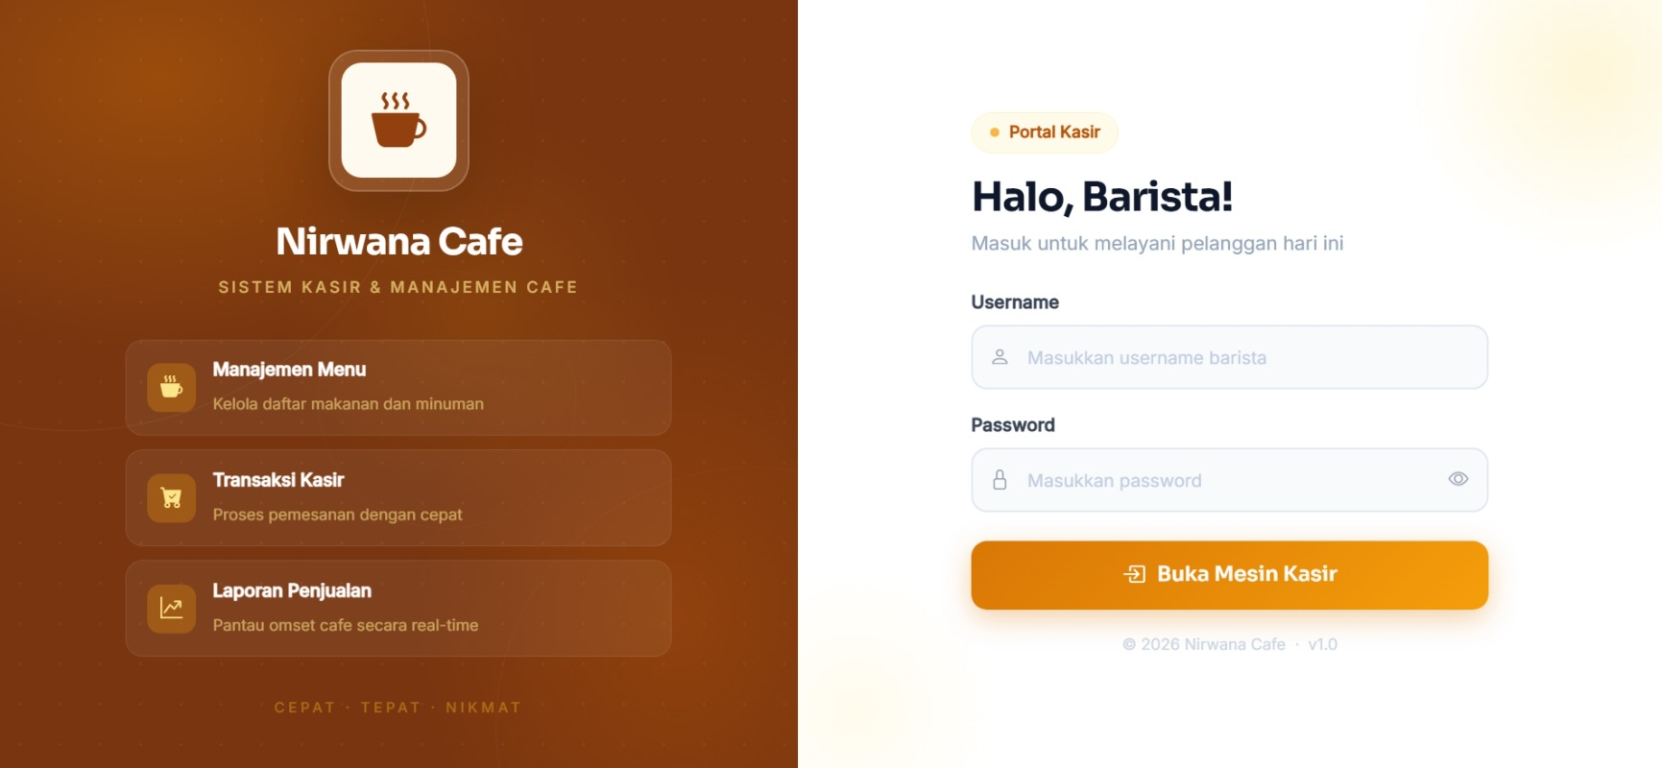 Nirwana Cafe
SISTEM KASIR & MANAJEMEN CAFE
Manajemen Menu
Kelola daftar makanan dan minuman
Transaksi Kasir
Proses pemesanan dengan cepat
Laporan Penjualan
Pantau omset cafe secara real-time
CEPAT · TEPAT · NIKMAT
Portal Kasir
Halo, Barista!
Masuk untuk melayani pelanggan hari ini
Username
Masukkan username barista
Password
Masukkan password
Buka Mesin Kasir
© 2026 Nirwana Cafe · v1.0